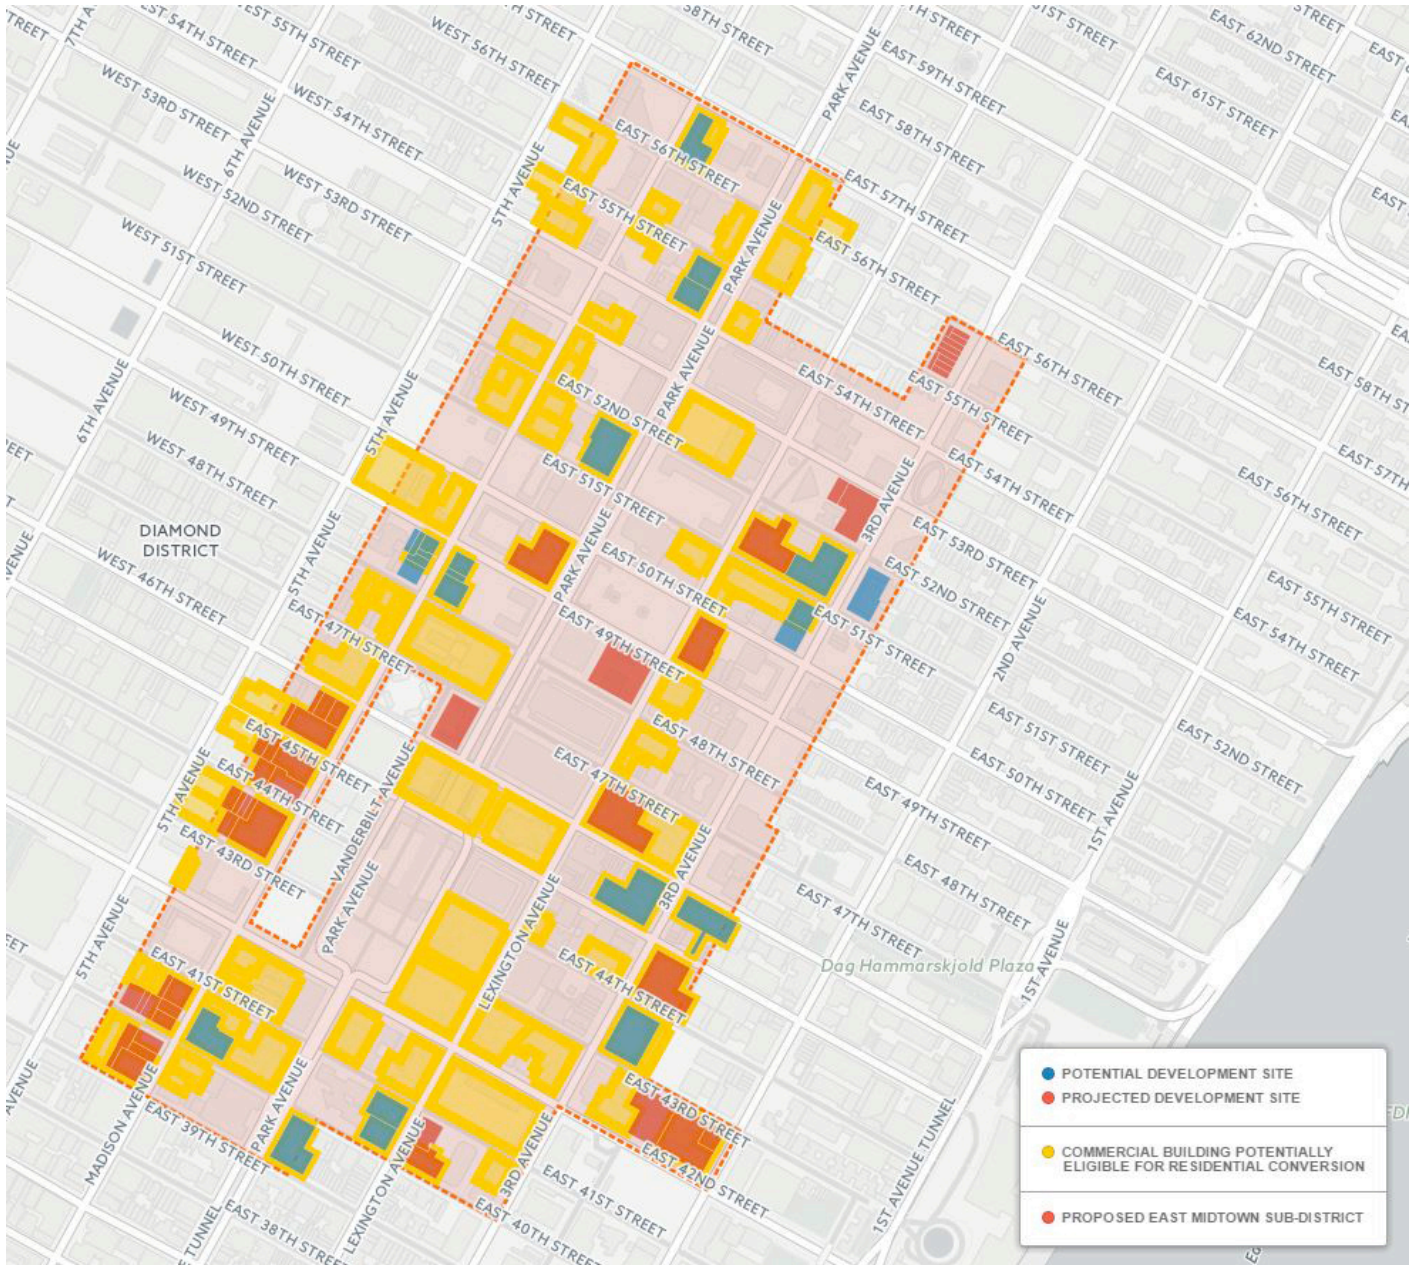 7TH AVENUE
WEST 54TH STREET
WEST 55TH STREET
WEST 56TH STREET
58TH STREET
PARK AVENUE
EAST 59TH STREET
EAST 62ND STREET
EAST 61ST STREET
WEST 53RD STREET
WEST 54TH STREET
6TH AVENUE
EAST 58TH STREET
WEST 52ND STREET
WEST 53RD STREET
5TH AVENUE
EAST 56TH STREET
EAST 55TH STREET
EAST 57TH STREET
WEST 51ST STREET
PARK AVENUE
EAST 56TH STREET
WEST 50TH STREET
6TH AVENUE
5TH AVENUE
PARK AVENUE
EAST 56TH STREET
EAST 58TH ST
EAST 52ND STREET
EAST 54TH STREET
EAST 55TH STREET
WEST 49TH STREET
WEST 48TH STREET
EAST 51ST STREET
EAST 54TH STREET
EAST 57TH
EAST 56TH STREET
3RD AVENUE
DIAMOND
DISTRICT
5TH AVENUE
PARK AVENUE
EAST 50TH STREET
EAST 53RD STREET
EAST 52ND STREET
EAST 55TH STREET
WEST 46TH STREET
EAST 47TH STREET
EAST 49TH STREET
EAST 51ST STREET
2ND AVENUE
EAST 54TH STREET
EAST 45TH STREET
EAST 44TH STREET
EAST 43RD STREET
5TH AVENUE
VANDERBILT AVENUE
PARK AVENUE
EAST 48TH STREET
EAST 47TH STREET
EAST 51ST STREET
EAST 50TH STREET
EAST 52ND STREET
EAST 49TH STREET
1ST AVENUE
3RD AVENUE
EAST 48TH STREET
EAST 47TH STREET
5TH AVENUE
LEXINGTON AVENUE
EAST 41ST STREET
EAST 44TH STREET
Dag Hammarskjold Plaza
1ST AVENUE
MADISON AVENUE
EAST 39TH STREET
PARK AVENUE
LEXINGTON AVENUE
3RD AVENUE
EAST 43RD STREET
EAST 42ND STREET
EAST 41ST STREET
EAST 40TH STREET
EAST 38TH STREET
TUNNEL
1ST AVENUE TUNNEL
POTENTIAL DEVELOPMENT SITE
PROJECTED DEVELOPMENT SITE
COMMERCIAL BUILDING POTENTIALLY
ELIGIBLE FOR RESIDENTIAL CONVERSION
PROPOSED EAST MIDTOWN SUB-DISTRICT